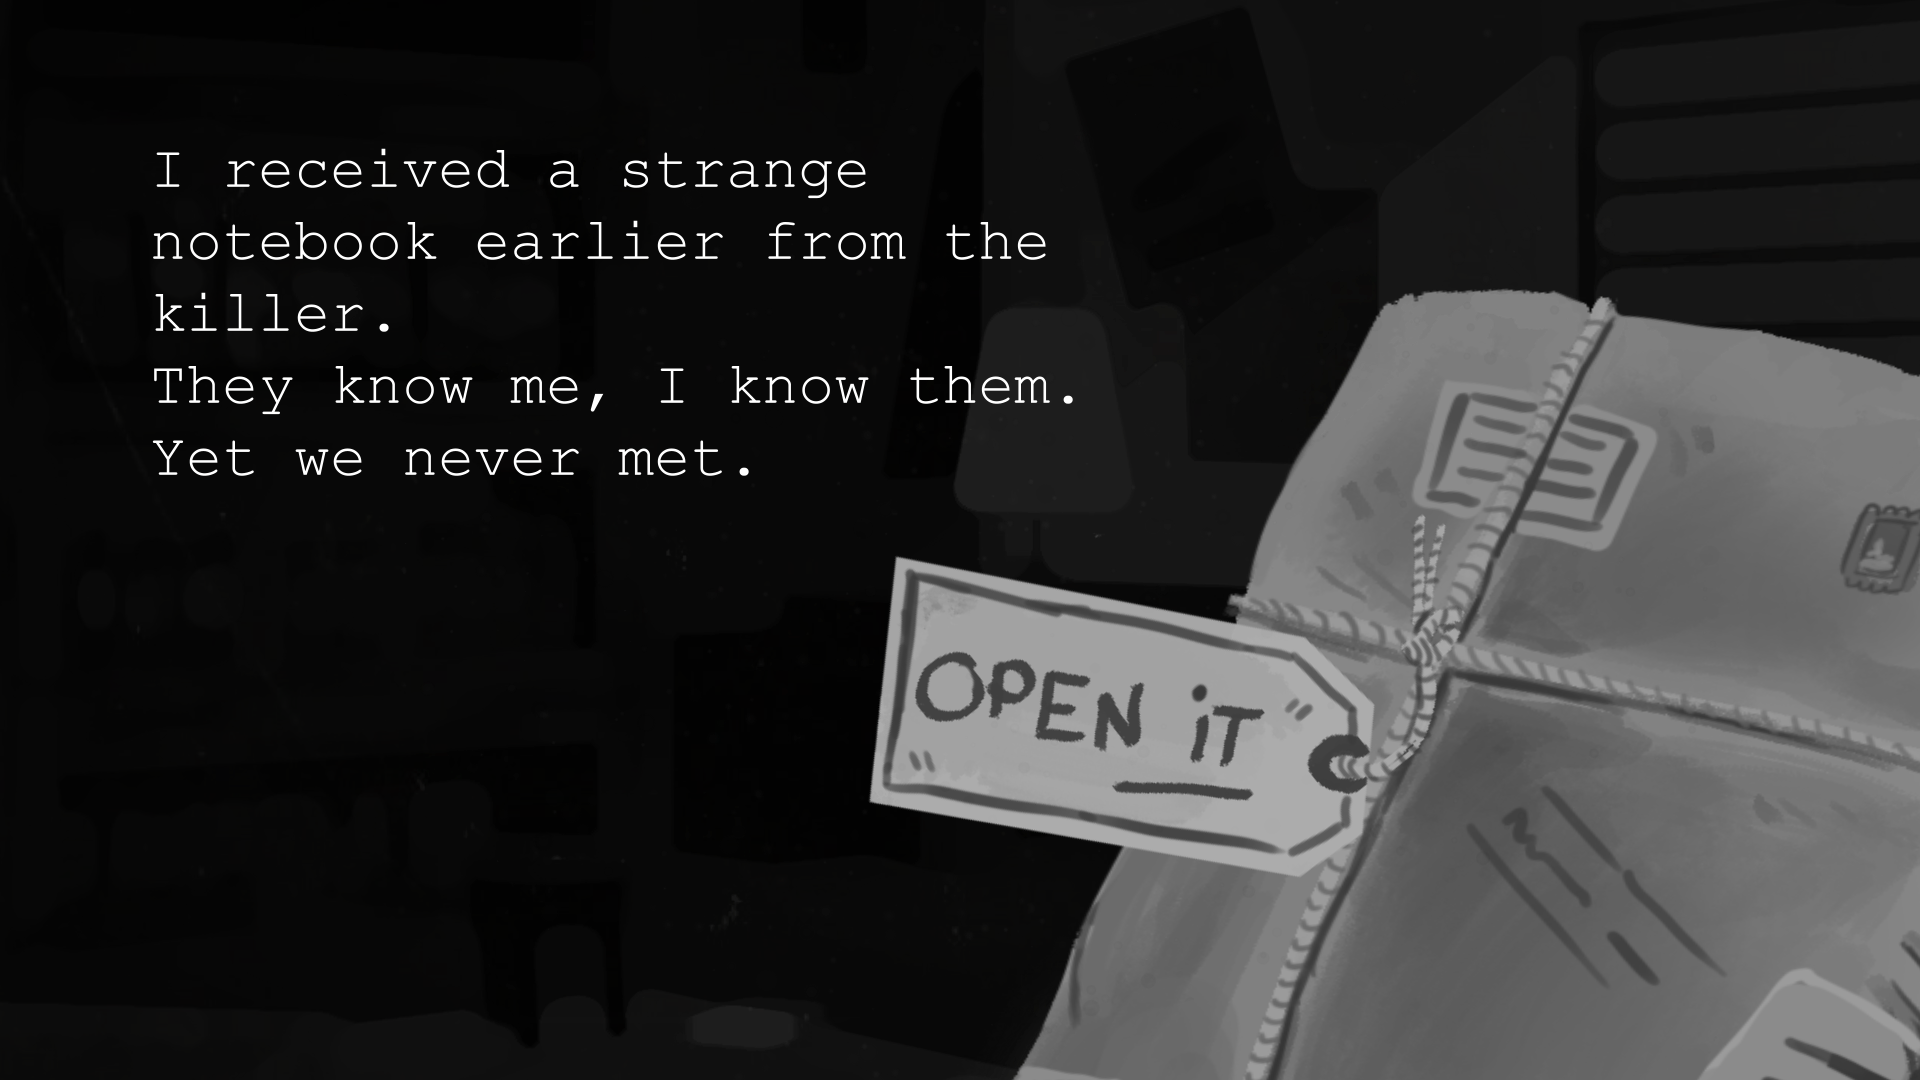 I received a strange
notebook earlier from the
killer.
They know me, I know them.
Yet we never met.
OPEN iT